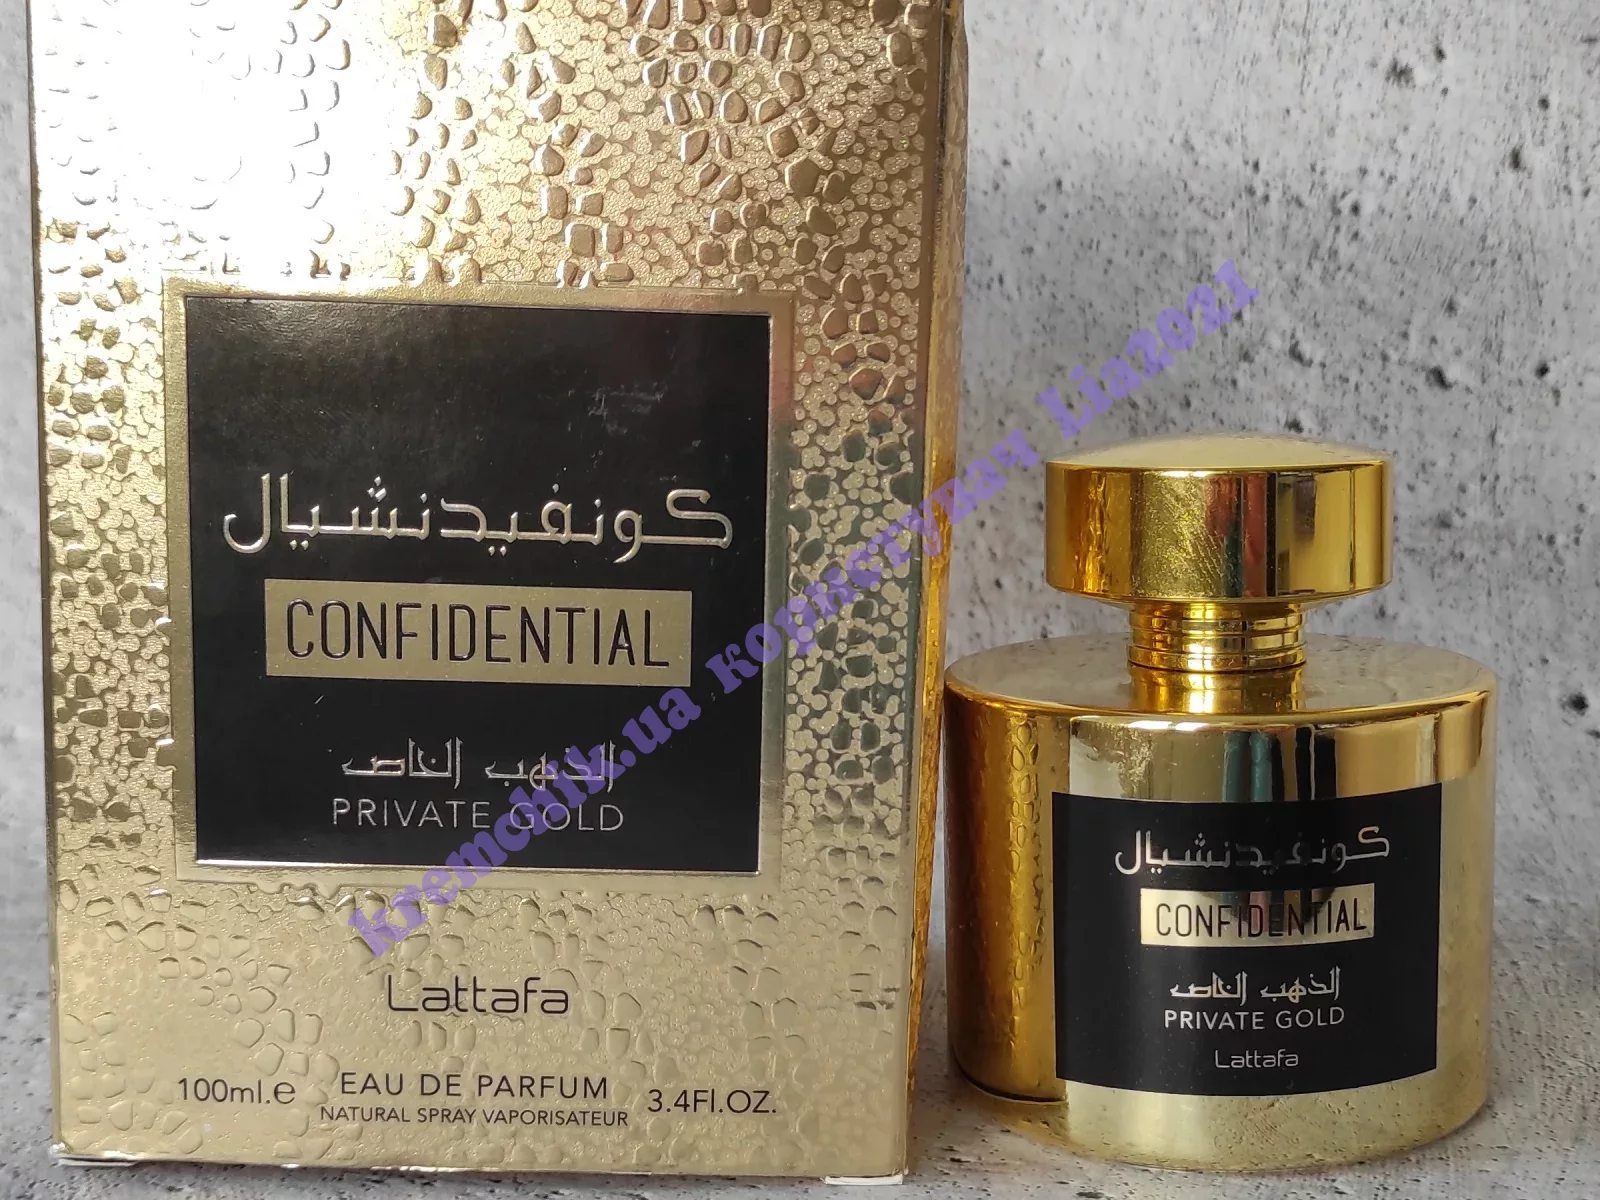 كونفيدنشيال
CONFIDENTIAL
الذهب الخاص
PRIVATE GOLD
Lattafa
100ml.e EAU DE PARFUM 3.4Fl.OZ.
NATURAL SPRAY VAPORISATEUR
كونفيدنشيال
CONFIDENTIAL
الذهب الخاص
PRIVATE GOLD
Lattafa
kremchik.ua користувач Lia2021